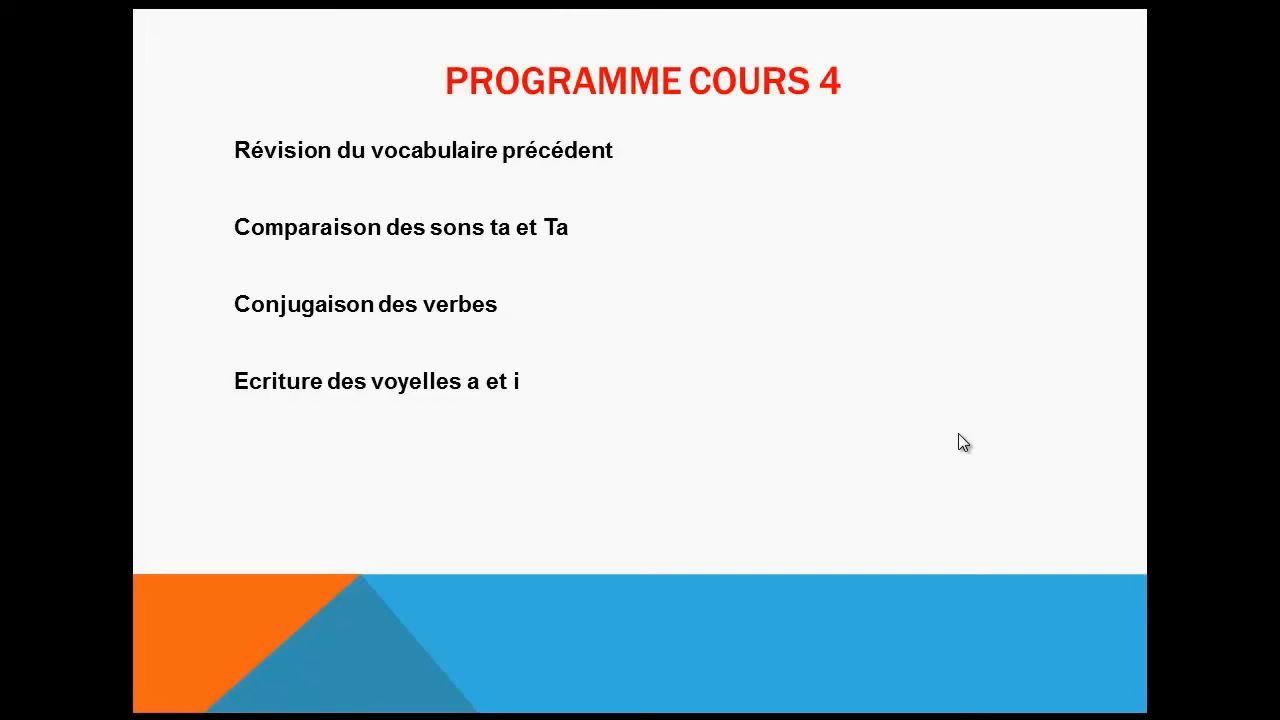 PROGRAMME COURS 4
Révision du vocabulaire précédent
Comparaison des sons ta et Ta
Conjugaison des verbes
Ecriture des voyelles a et i